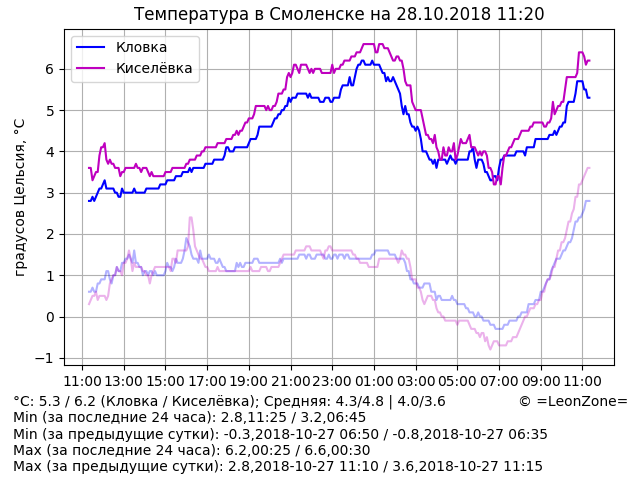 Температура в Смоленске на 28.10.2018 11:20
Кловка
Киселёвка
градусов Цельсия, °C
6
5
4
3
2
1
0
−1
11:00 13:00 15:00 17:00 19:00 21:00 23:00 01:00 03:00 05:00 07:00 09:00 11:00
°C: 5.3 / 6.2 (Кловка / Киселёвка); Средняя: 4.3/4.8 | 4.0/3.6 © =LeonZone=
Min (за последние 24 часа): 2.8,11:25 / 3.2,06:45
Min (за предыдущие сутки): -0.3,2018-10-27 06:50 / -0.8,2018-10-27 06:35
Max (за последние 24 часа): 6.2,00:25 / 6.6,00:30
Max (за предыдущие сутки): 2.8,2018-10-27 11:10 / 3.6,2018-10-27 11:15